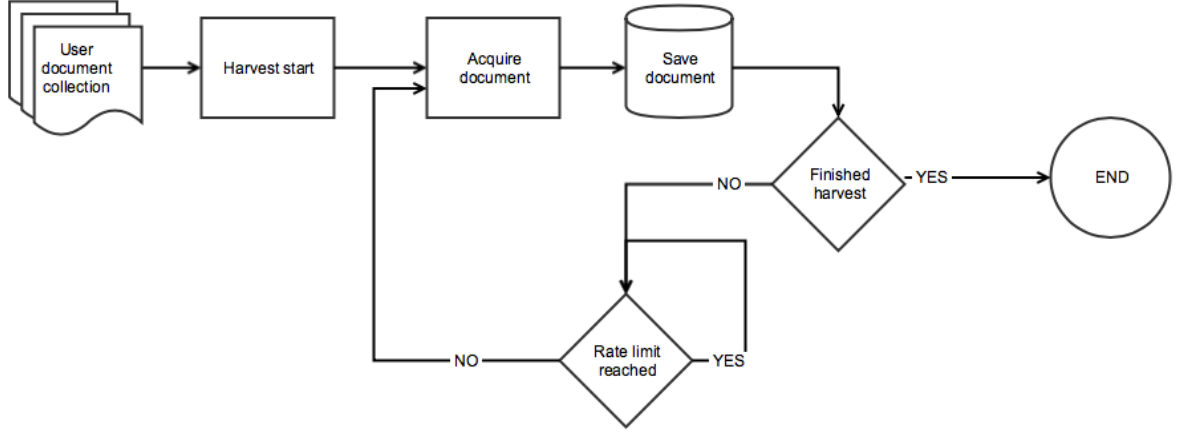 User
document
collection
Harvest start
Acquire
document
Save
document
Finished
harvest
YES
END
NO
Rate limit
reached
YES
NO